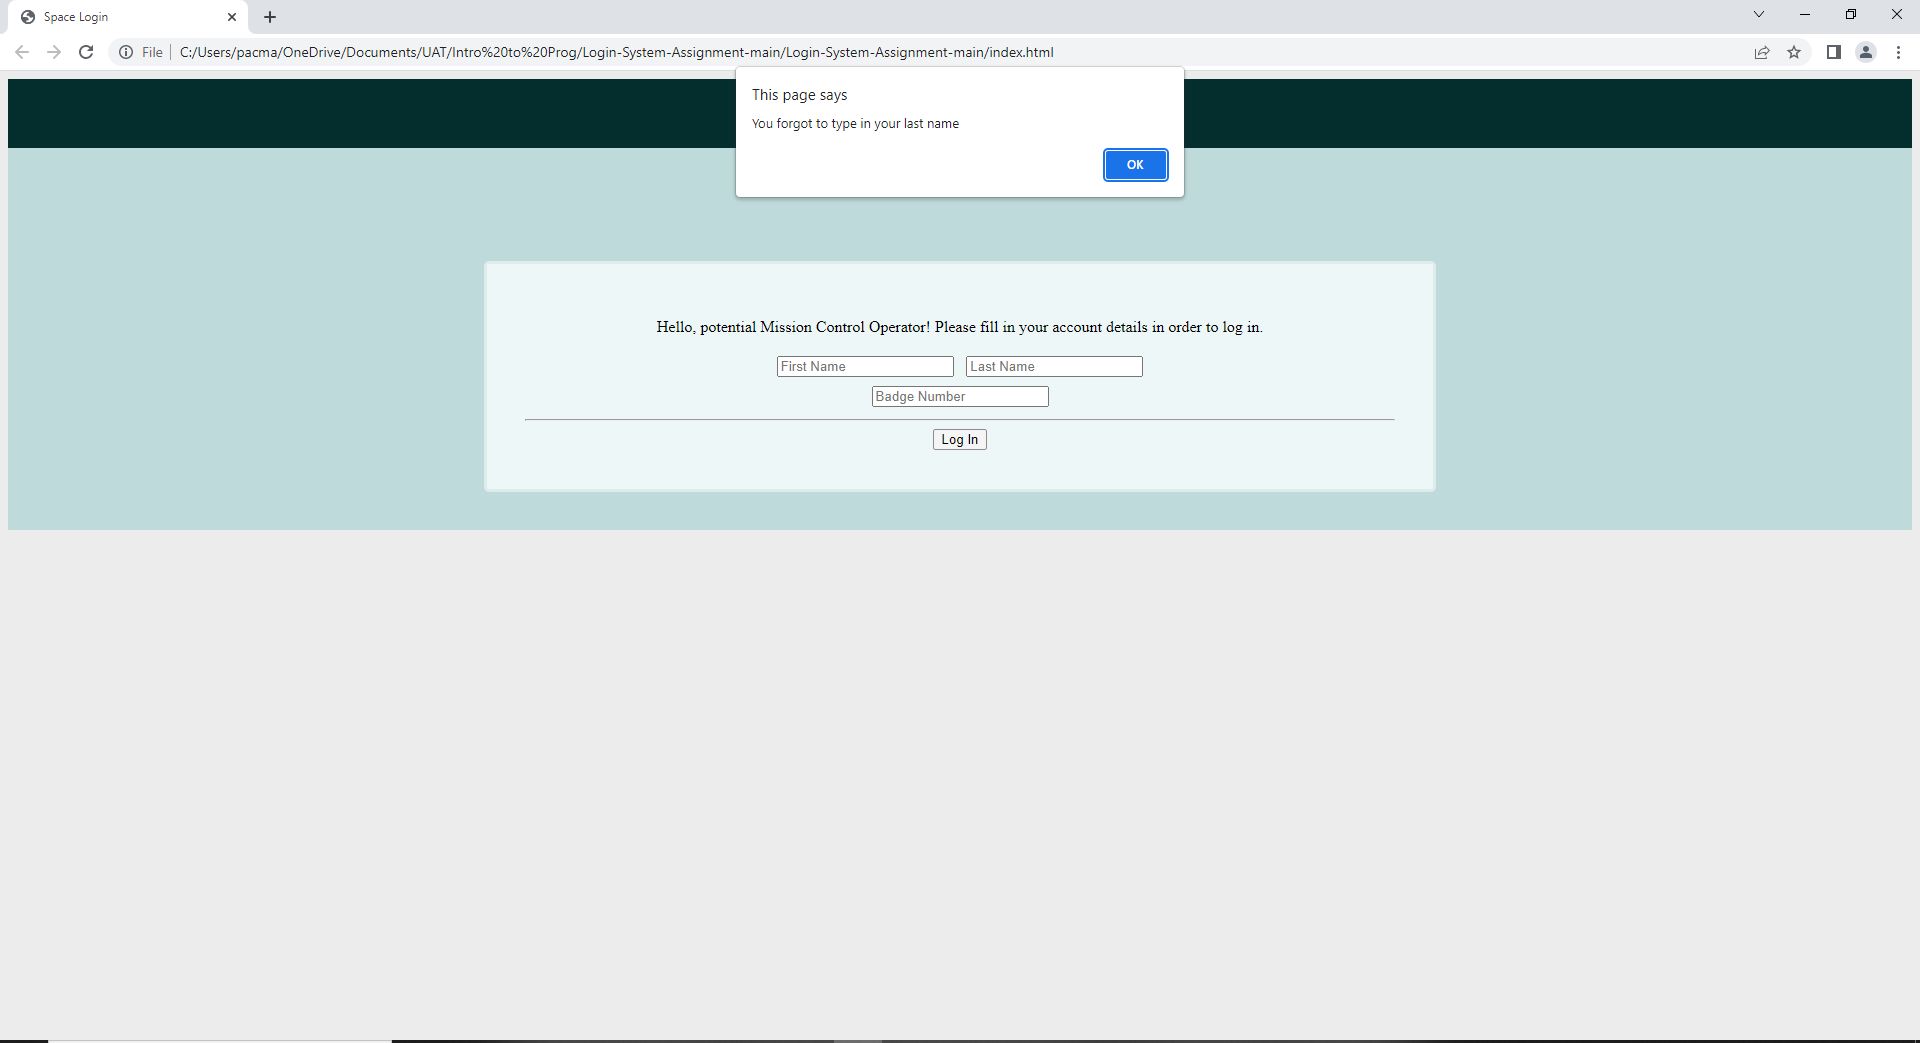 Space Login
File C:/Users/pacma/OneDrive/Documents/UAT/Intro%20to%20Prog/Login-System-Assignment-main/Login-System-Assignment-main/index.html
This page says
You forgot to type in your last name
OK
Hello, potential Mission Control Operator! Please fill in your account details in order to log in.
First Name Last Name
Badge Number
Log In